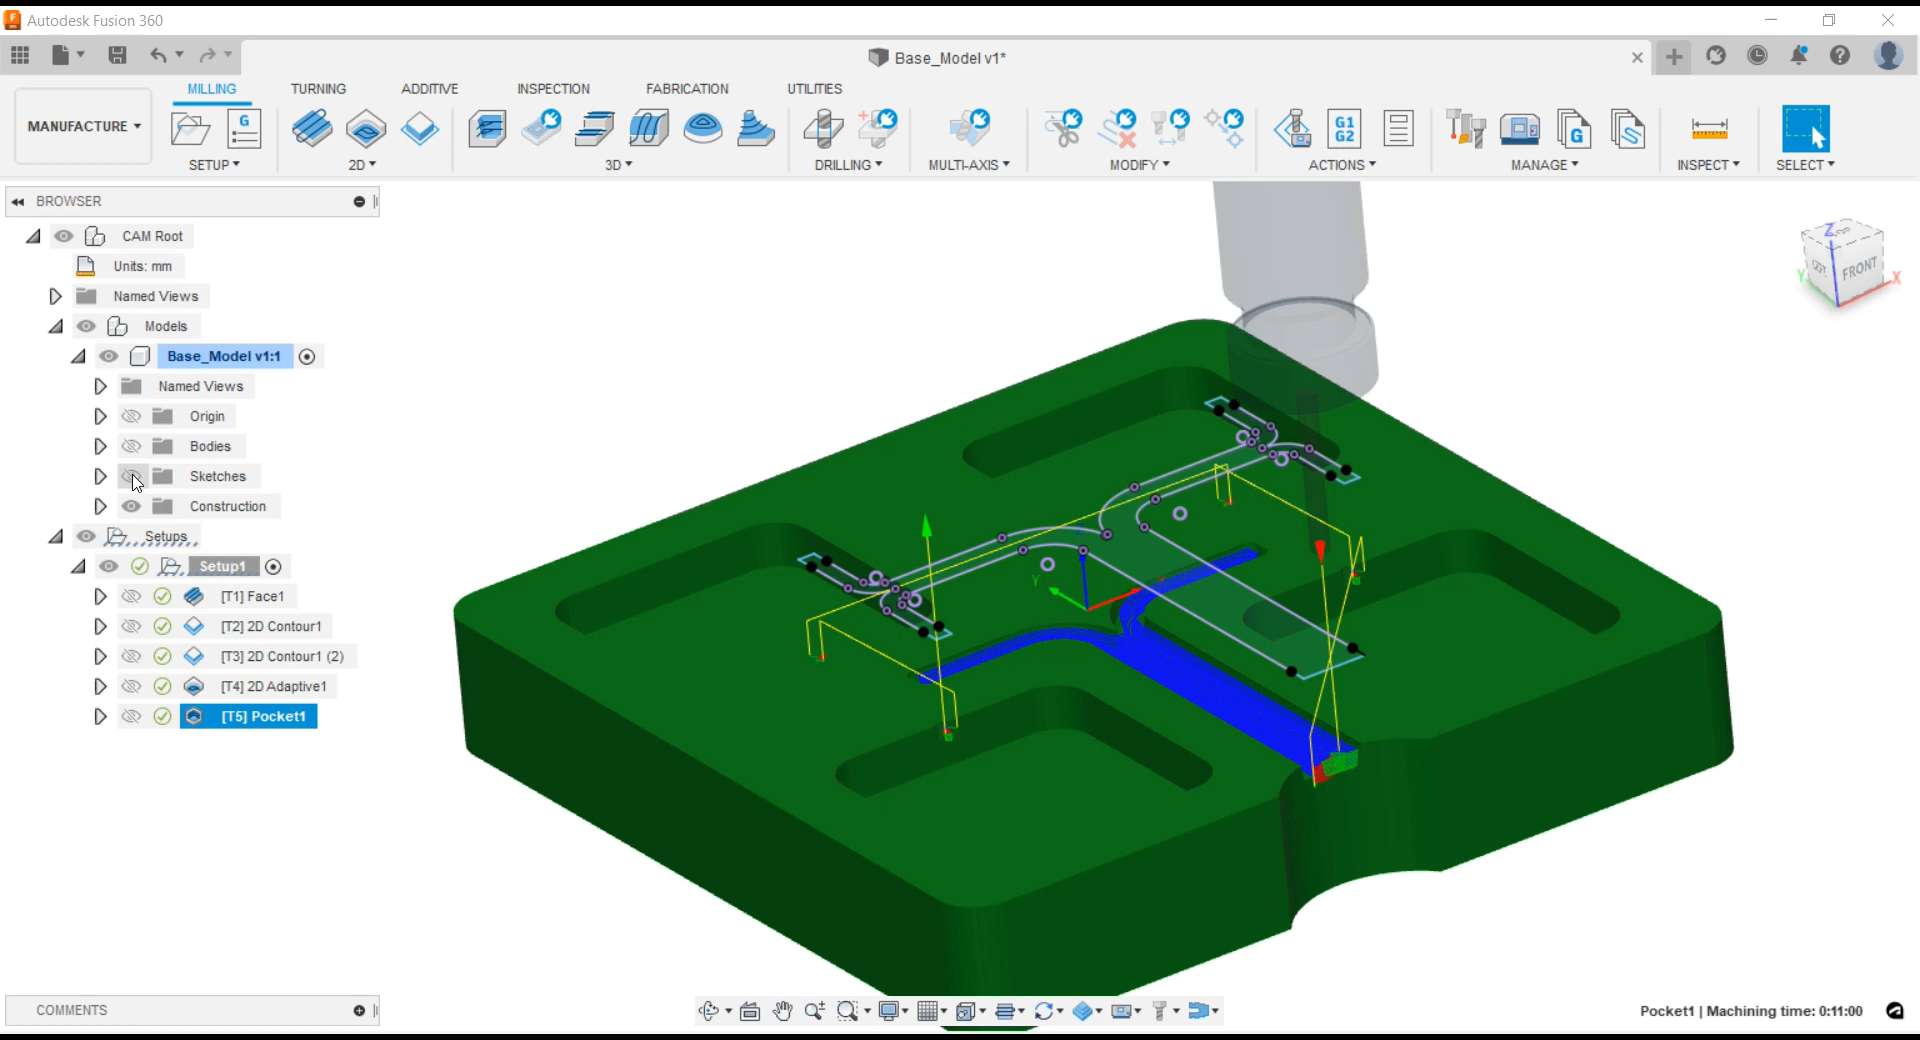 Autodesk Fusion 360
Base_Model v1*
MILLING TURNING ADDITIVE INSPECTION FABRICATION UTILITIES
MANUFACTURE
G
G1
G2
G
SETUP 2D 3D DRILLING MULTI-AXIS MODIFY ACTIONS MANAGE INSPECT SELECT
BROWSER
CAM Root
Units: mm
Named Views
Models
Base_Model v1:1
Named Views
Origin
Bodies
Sketches
Construction
Setups
Setup1
[T1] Face1
[T2] 2D Contour1
[T3] 2D Contour1 (2)
[T4] 2D Adaptive1
[T5] Pocket1
Z
FRONT
Y
X
Y
COMMENTS
Pocket1 | Machining time: 0:11:00